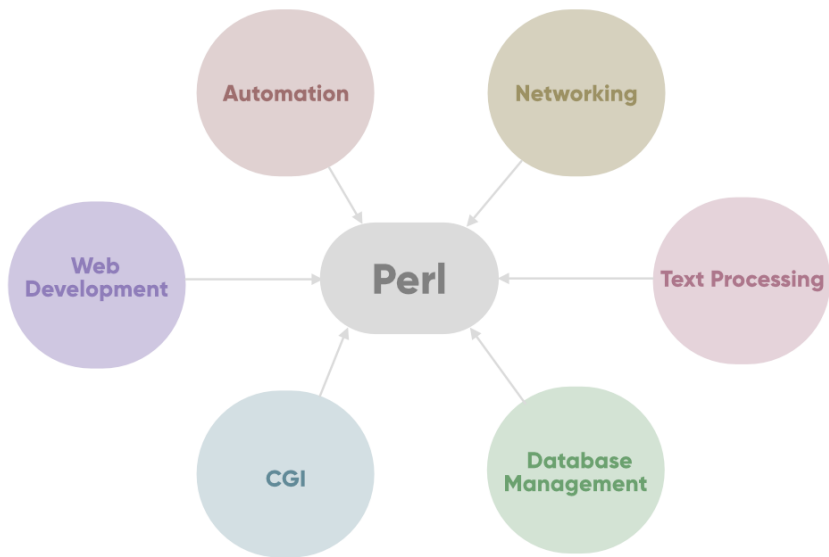 Automation
Networking
Web
Development
Perl
Text Processing
CGI
Database
Management